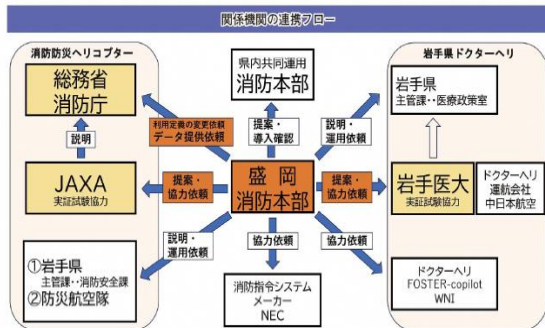 関係機関の連携フロー
消防防災ヘリコプター
総務省
消防庁
説明
JAXA
実証試験協力
①岩手県
主管課‥消防安全課
②防災航空隊
利用定義の変更依頼
データ提供依頼
提案・
協力依頼
説明・
運用依頼
県内共同運用
消防本部
提案・
導入確認
盛岡
消防本部
協力依頼
消防指令システム
メーカー
NEC
説明・
運用依頼
提案・
協力依頼
協力依頼
岩手県ドクターヘリ
岩手県
主管課‥医療政策室
岩手医大
実証試験協力
ドクターヘリ
運航会社
中日本航空
ドクターヘリ
FOSTER-copilot
WNI